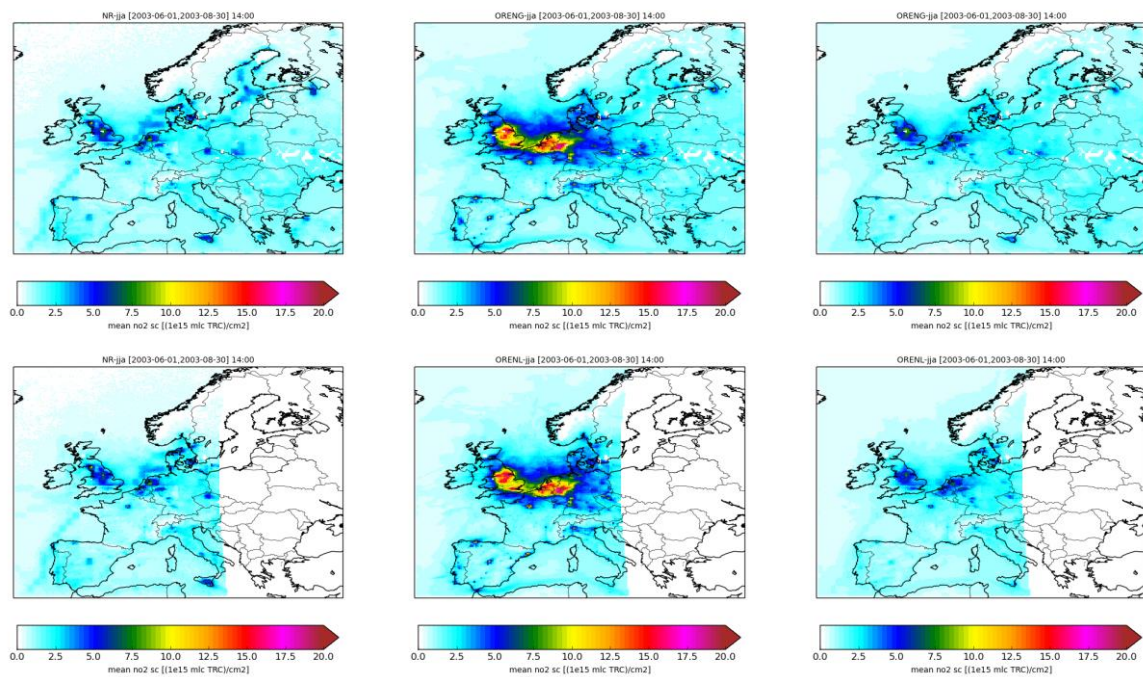 NR-jja [2003-06-01,2003-08-30] 14:00
ORENG-jja [2003-06-01,2003-08-30] 14:00
ORENG-jja [2003-06-01,2003-08-30] 14:00
0.0 2.5 5.0 7.5 10.0 12.5 15.0 17.5 20.0
mean no2 sc [(1e15 mlc TRC)/cm2]
0.0 2.5 5.0 7.5 10.0 12.5 15.0 17.5 20.0
mean no2 sc [(1e15 mlc TRC)/cm2]
0.0 2.5 5.0 7.5 10.0 12.5 15.0 17.5 20.0
mean no2 sc [(1e15 mlc TRC)/cm2]
NR-jja [2003-06-01,2003-08-30] 14:00
ORENL-jja [2003-06-01,2003-08-30] 14:00
ORENL-jja [2003-06-01,2003-08-30] 14:00
0.0 2.5 5.0 7.5 10.0 12.5 15.0 17.5 20.0
mean no2 sc [(1e15 mlc TRC)/cm2]
0.0 2.5 5.0 7.5 10.0 12.5 15.0 17.5 20.0
mean no2 sc [(1e15 mlc TRC)/cm2]
0.0 2.5 5.0 7.5 10.0 12.5 15.0 17.5 20.0
mean no2 sc [(1e15 mlc TRC)/cm2]